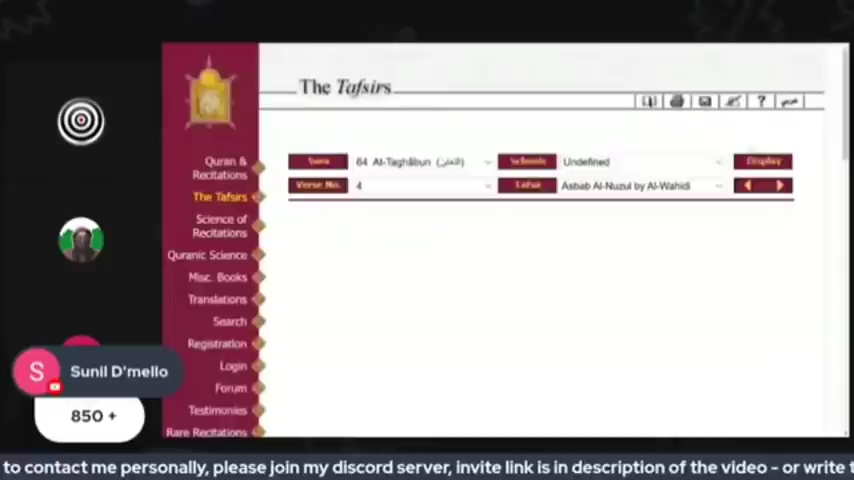 The Tafsirs
?
Sura 64 At-Taghâbun (التغابن) Schools Undefined Display
Verse No. 4 Tafsir Asbab Al-Nuzul by Al-Wahidi
Quran &
Recitations
The Tafsirs
Science of
Recitations
Quranic Science
Misc. Books
Translations
Search
Registration
Login
Forum
Testimonies
Rare Recitations
S Sunil D'mello
850 +
to contact me personally, please join my discord server, invite link is in description of the video - or write